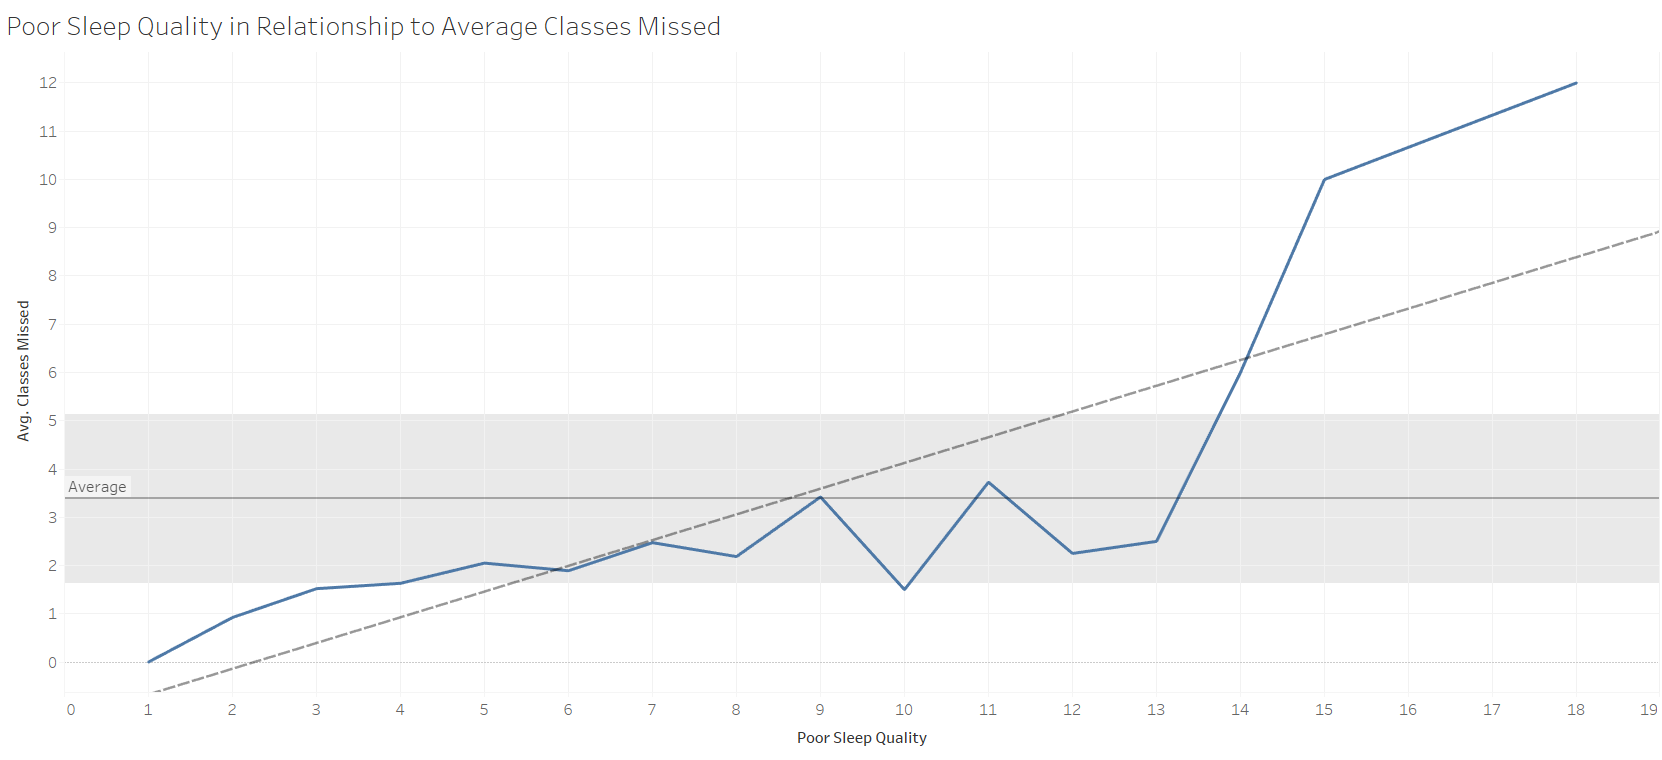 Poor Sleep Quality in Relationship to Average Classes Missed
12
11
10
9
8
7
6
5
4
Average
3
2
1
0
Avg. Classes Missed
0 1 2 3 4 5 6 7 8 9 10 11 12 13 14 15 16 17 18 19
Poor Sleep Quality